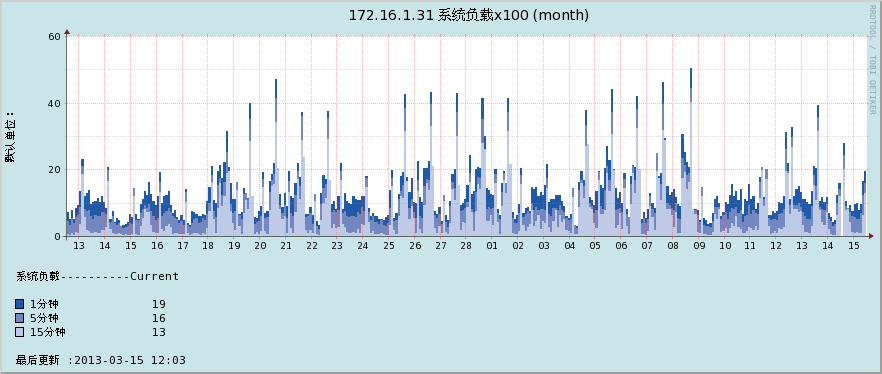 172.16.1.31 系统负载x100 (month)
RRDTOOL / TOBI OETIKER
默认单位：
60
40
20
0
13 14 15 16 17 18 19 20 21 22 23 24 25 26 27 28 01 02 03 04 05 06 07 08 09 10 11 12 13 14 15
系统负载----------Current
1分钟 19
5分钟 16
15分钟 13
最后更新 :2013-03-15 12:03